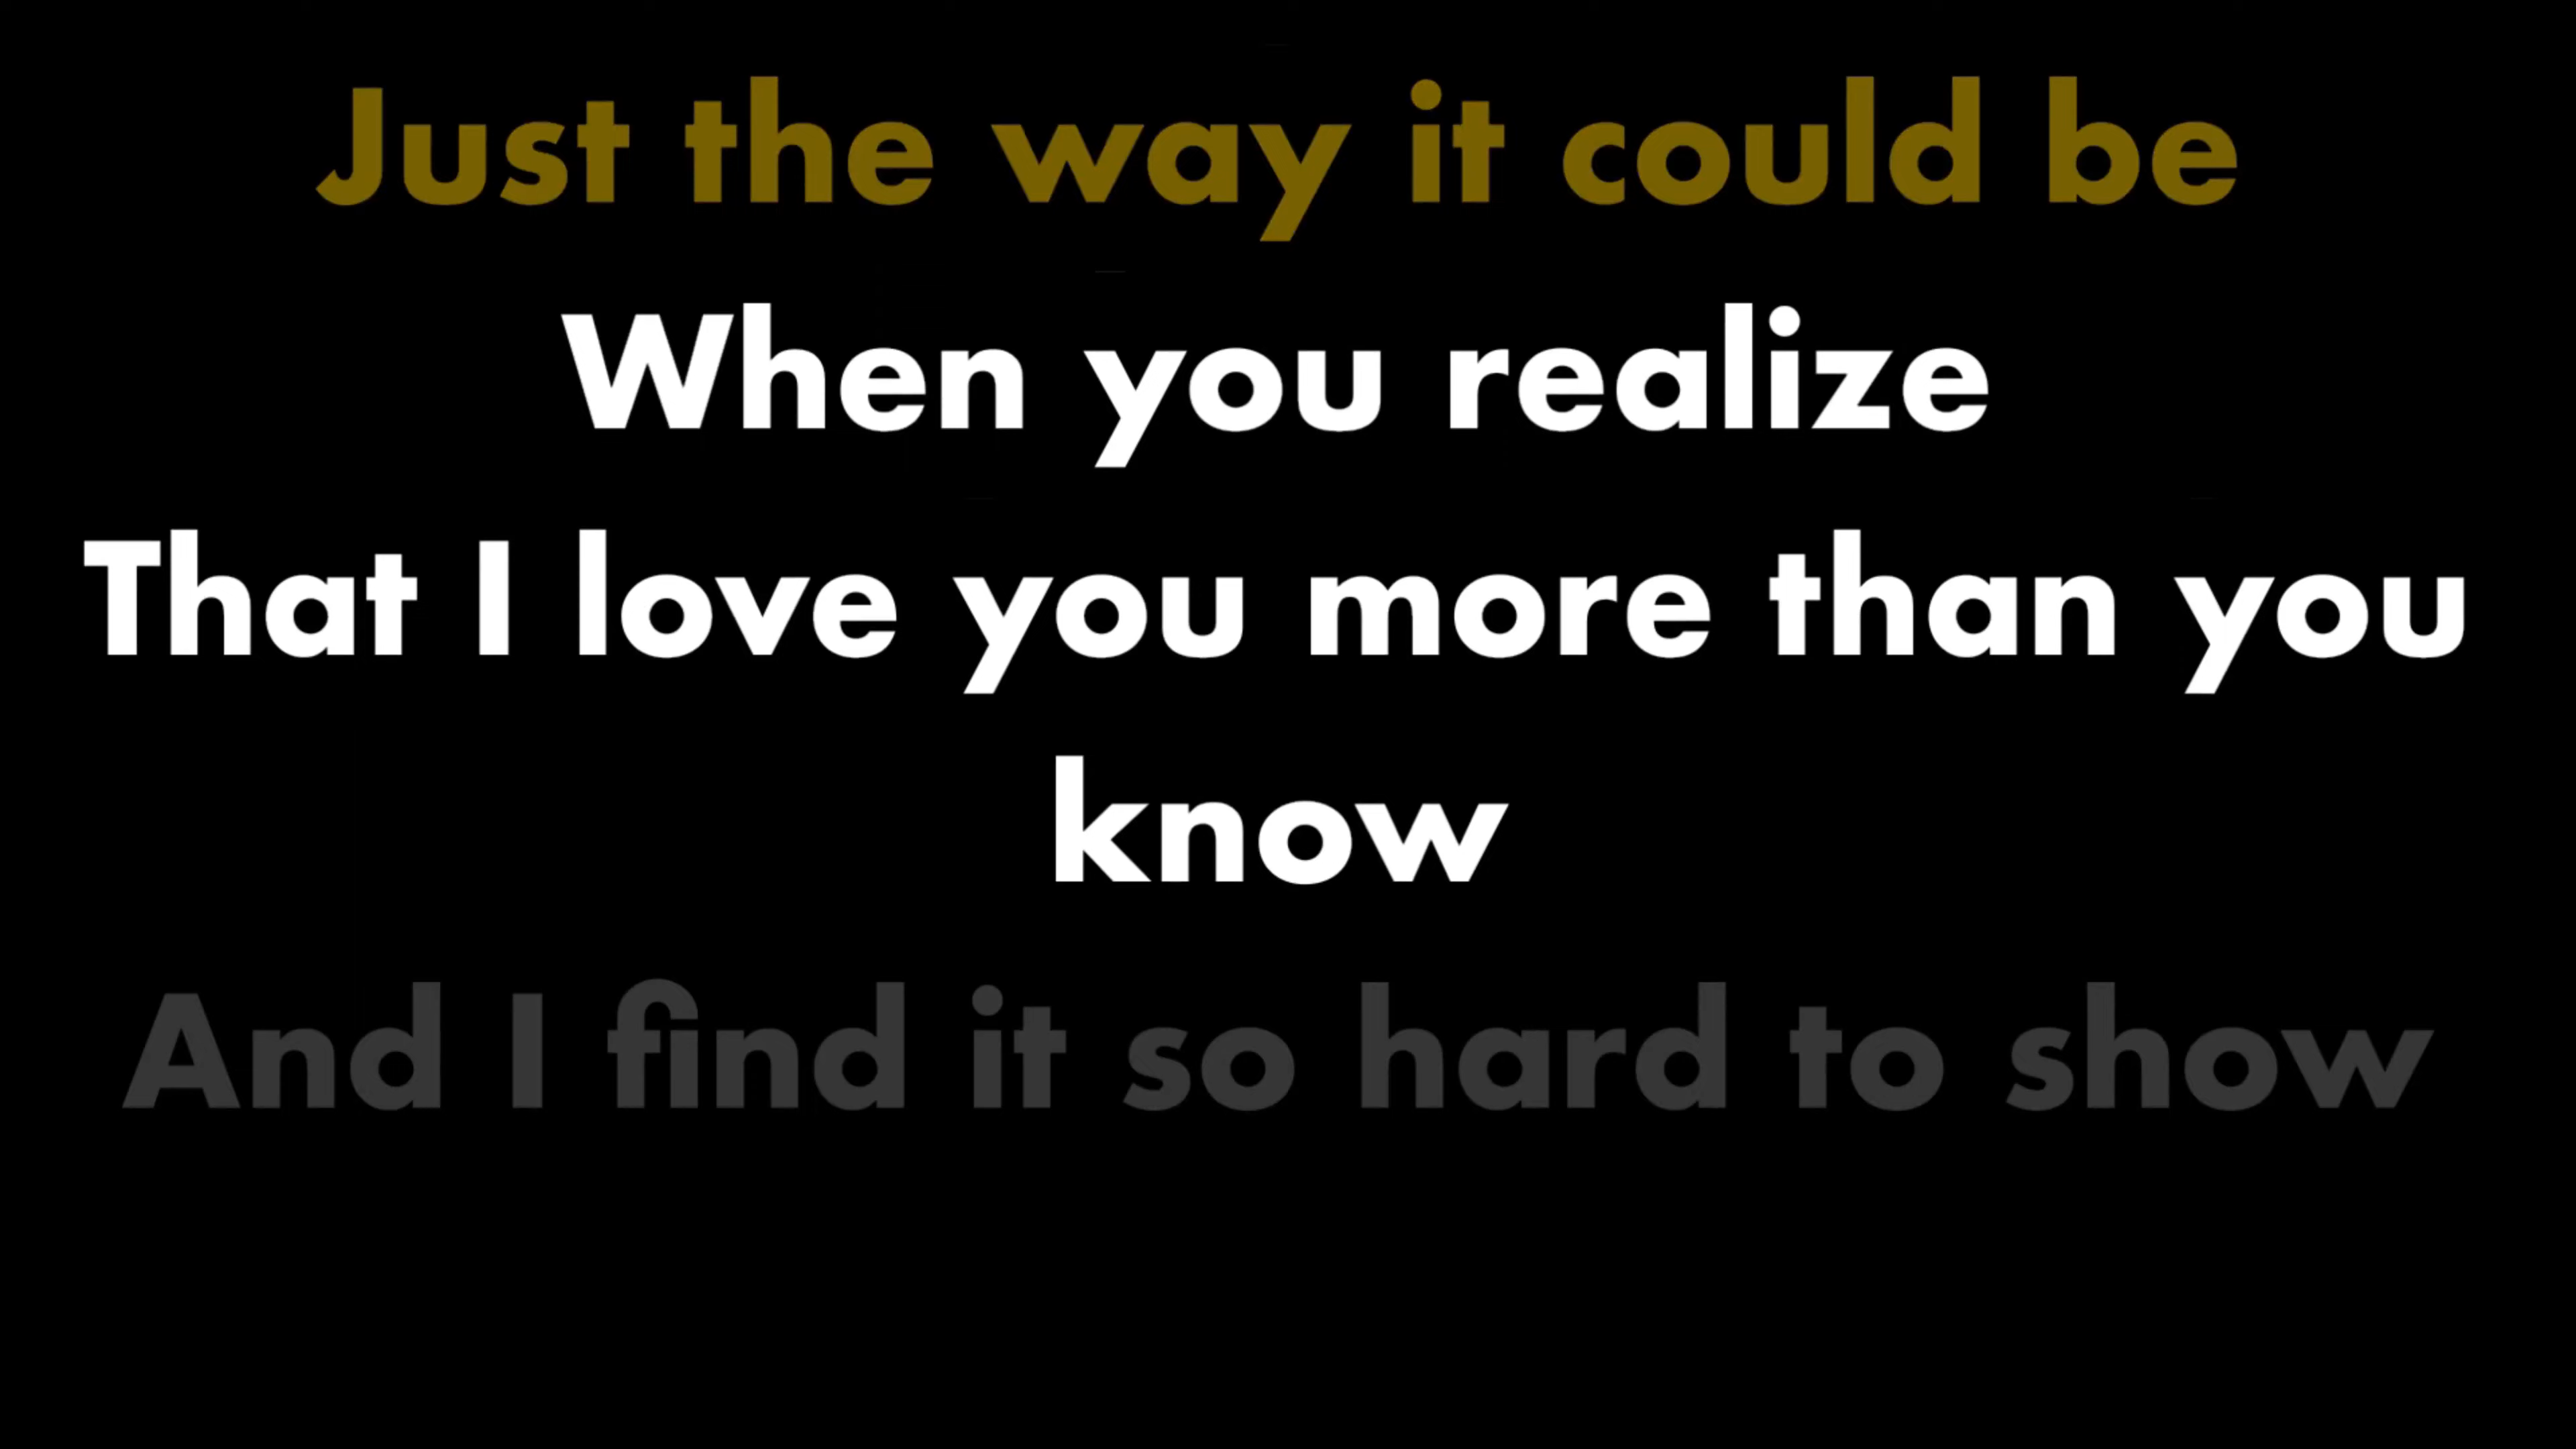 Just the way it could be
When you realize
That I love you more than you
know
And I find it so hard to show